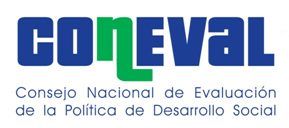 CONEVAL
Consejo Nacional de Evaluación
de la Política de Desarrollo Social